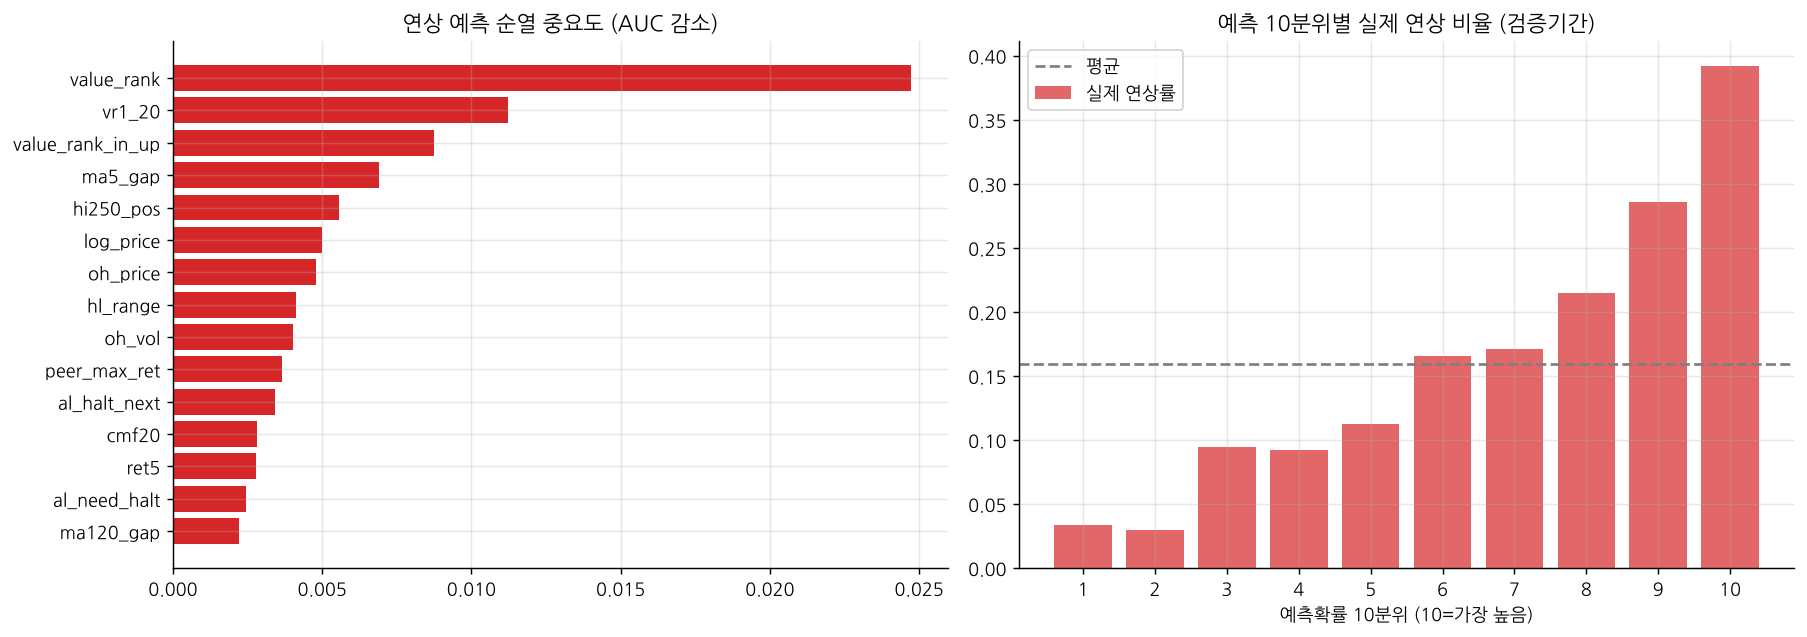 연상 예측 순열 중요도 (AUC 감소)
value_rank
vr1_20
value_rank_in_up
ma5_gap
hi250_pos
log_price
oh_price
hl_range
oh_vol
peer_max_ret
al_halt_next
cmf20
ret5
al_need_halt
ma120_gap
0.000 0.005 0.010 0.015 0.020 0.025
예측 10분위별 실제 연상 비율 (검증기간)
평균
실제 연상률
0.40
0.35
0.30
0.25
0.20
0.15
0.10
0.05
0.00
1 2 3 4 5 6 7 8 9 10
예측확률 10분위 (10=가장 높음)